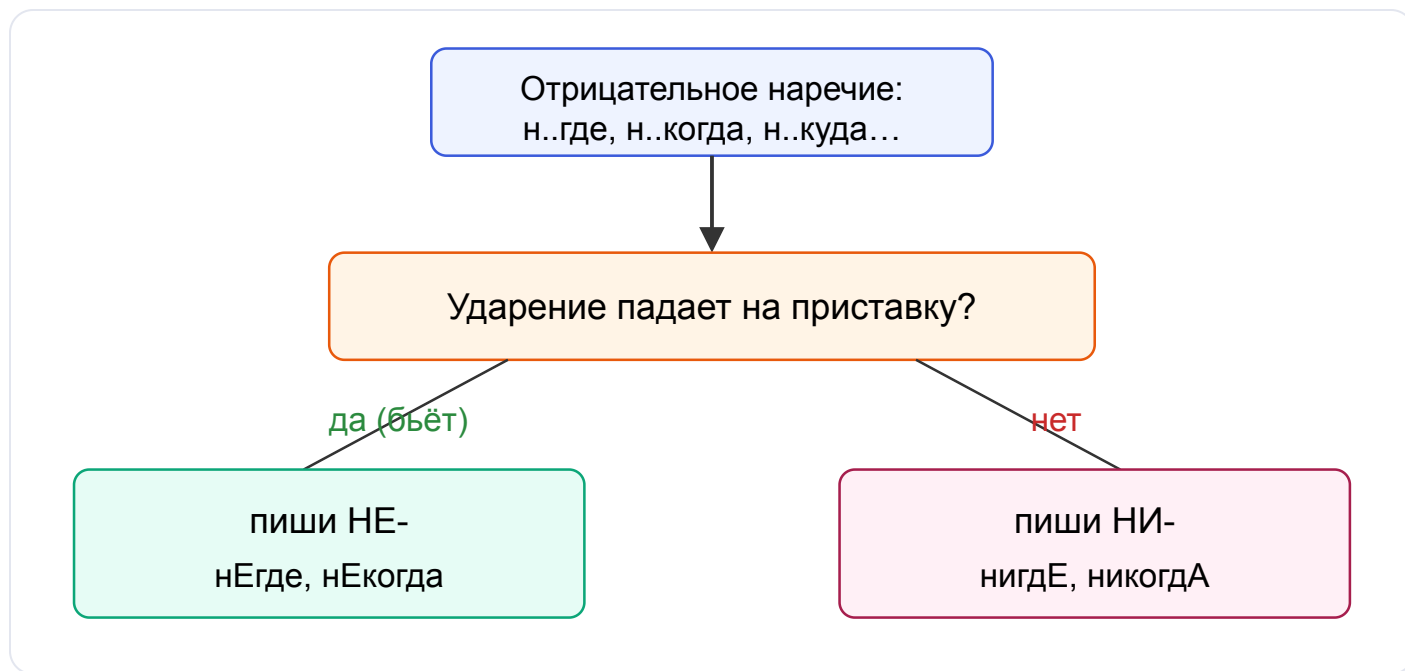 Отрицательное наречие:
н..где, н..когда, н..куда…
Ударение падает на приставку?
да (бьёт)
нет
пиши НЕ-
нЕгде, нЕкогда
пиши НИ-
нигдЕ, никогдА